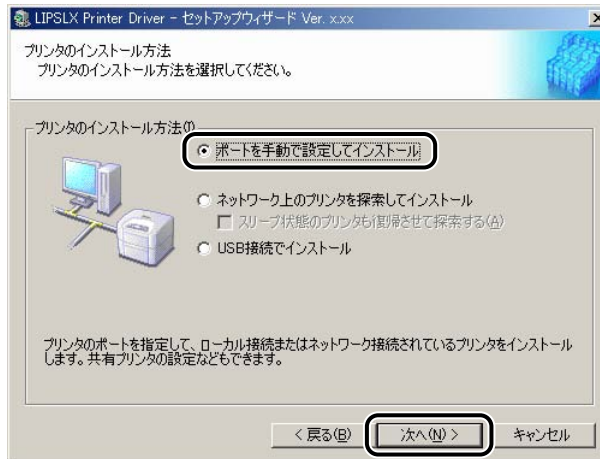 LIPSLX Printer Driver - セットアップウィザード Ver. x.xx
プリンタのインストール方法
プリンタのインストール方法を選択してください。
プリンタのインストール方法(I)
ポートを手動で設定してインストール
ネットワーク上のプリンタを探索してインストール
スリープ状態のプリンタも復帰させて探索する(A)
USB接続でインストール
プリンタのポートを指定して、ローカル接続またはネットワーク接続されているプリンタをインストール
します。共有プリンタの設定などもできます。
< 戻る(B) 次へ(N) > キャンセル